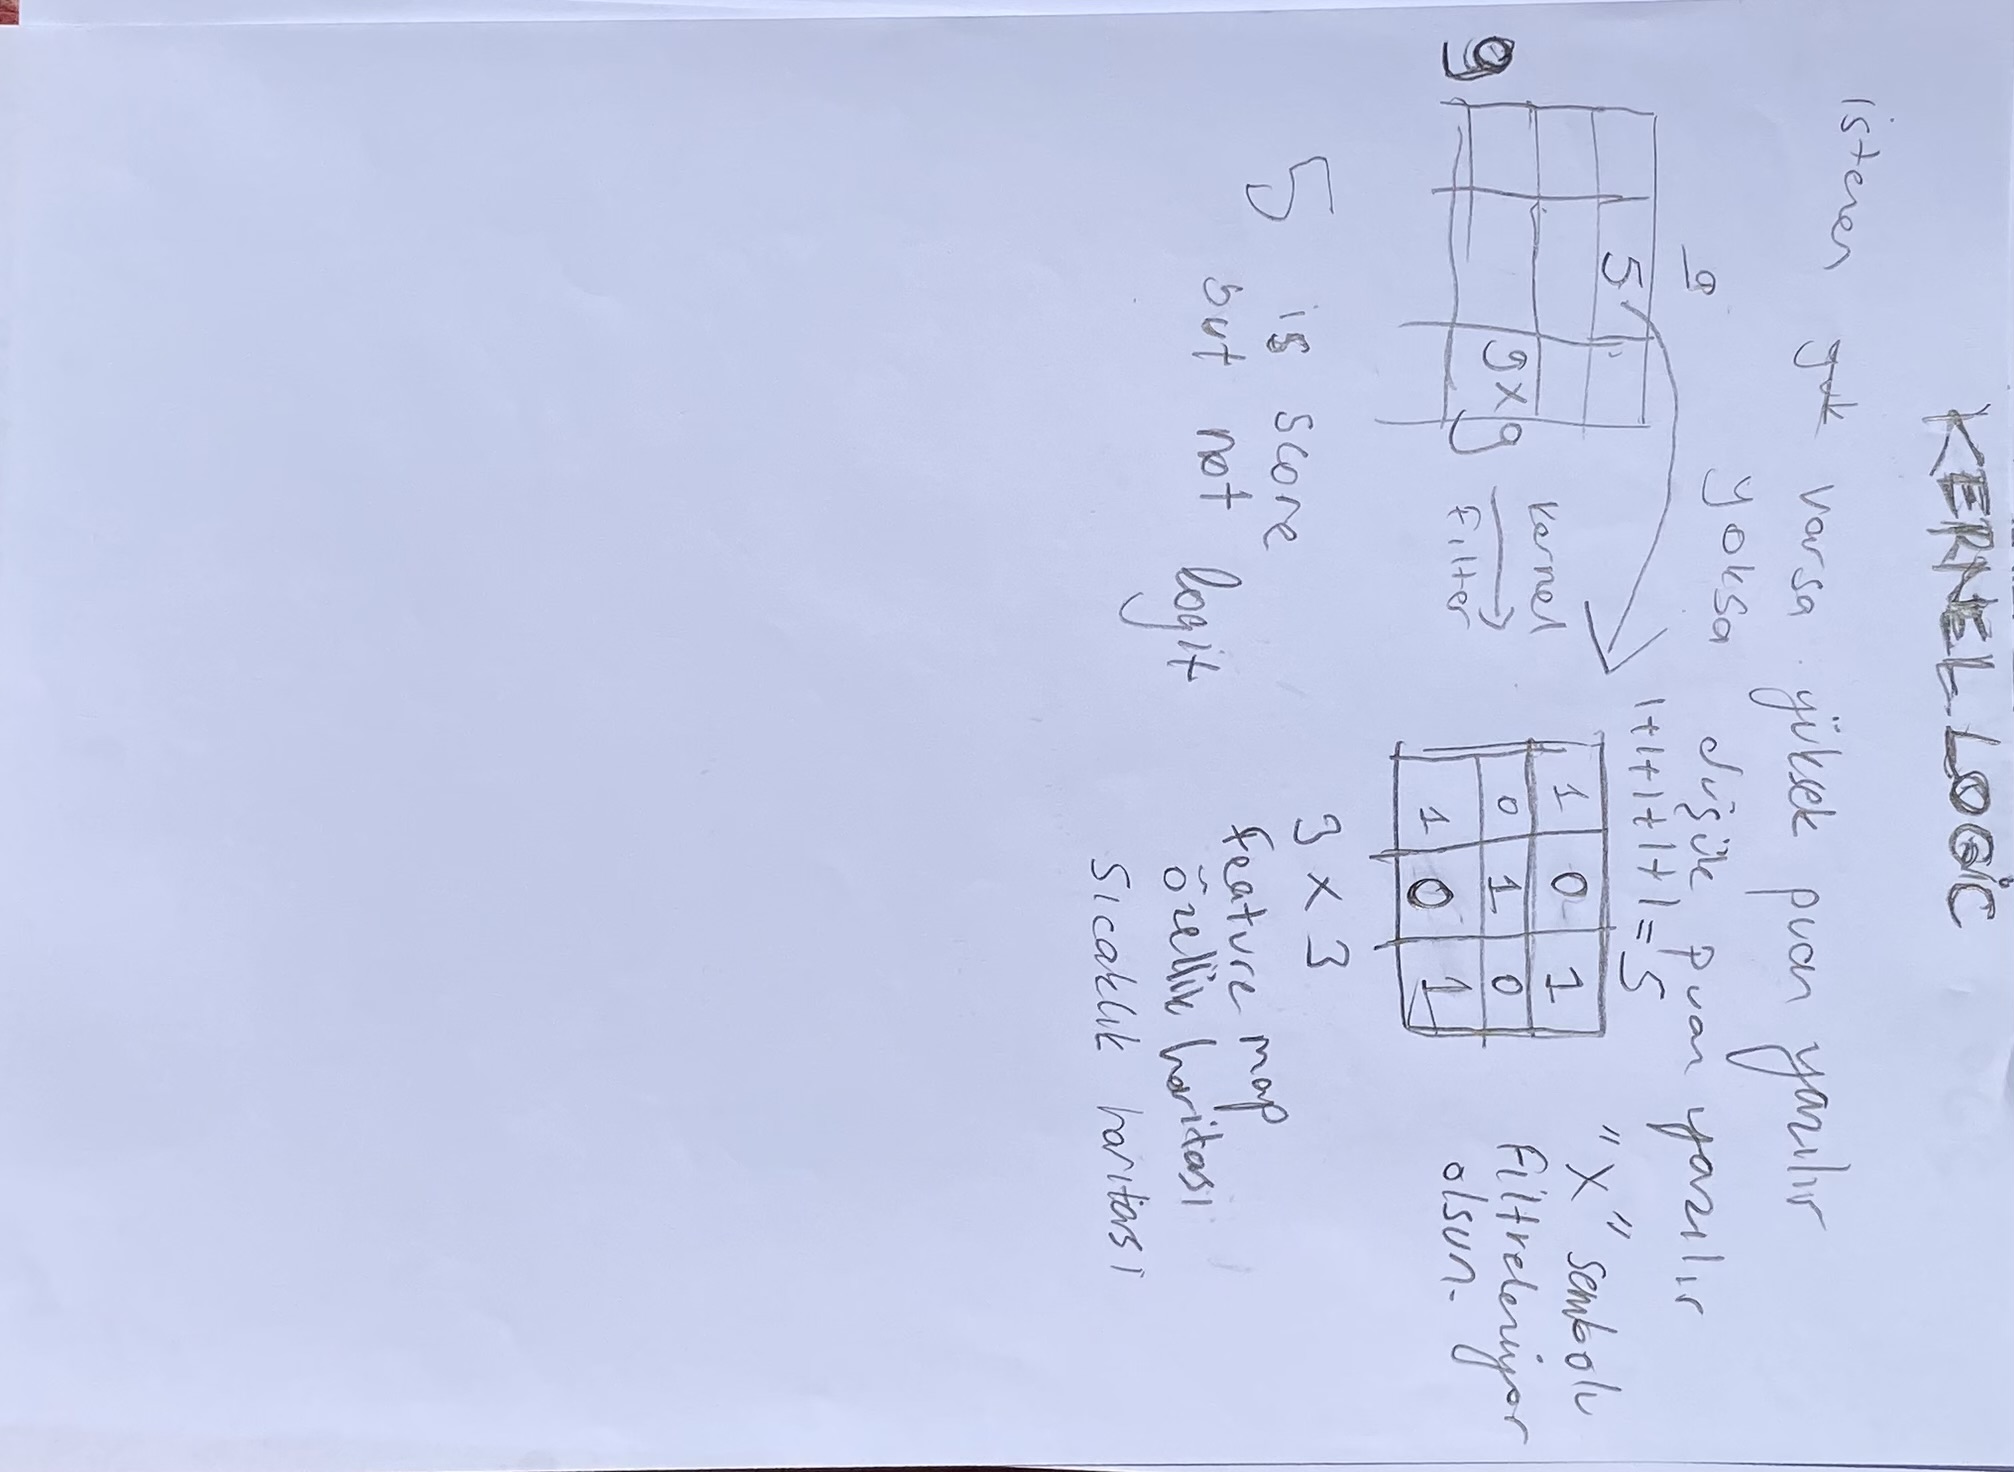 KERNEL LOGIC
istenen varsa yüksek puan yazılır
yoksa düşük puan yazılır
9
1+1+1+1+1=5
5
9
9x9
Kernel
Filter
1 0 1
0 1 0
1 0 1
"X" sembolü
Filtreleniyor
olsun.
3 x 3
Feature map
özellik haritası
Sıcaklık haritası
5 is score
but not logit